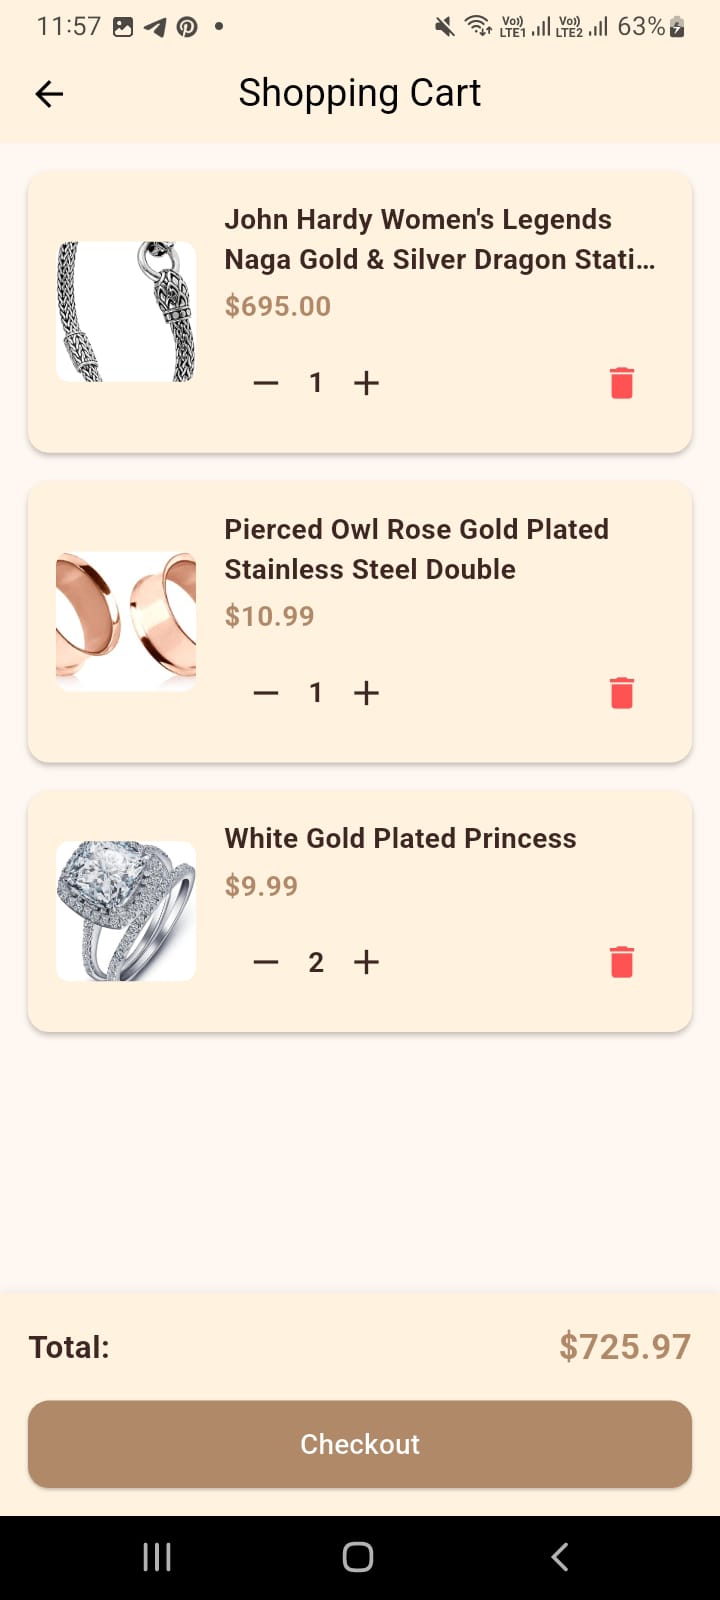 11:57
Vo)) LTE1 Vo)) LTE2 63%
Shopping Cart
John Hardy Women's Legends
Naga Gold & Silver Dragon Stati...
$695.00
1
Pierced Owl Rose Gold Plated
Stainless Steel Double
$10.99
1
White Gold Plated Princess
$9.99
2
Total: $725.97
Checkout